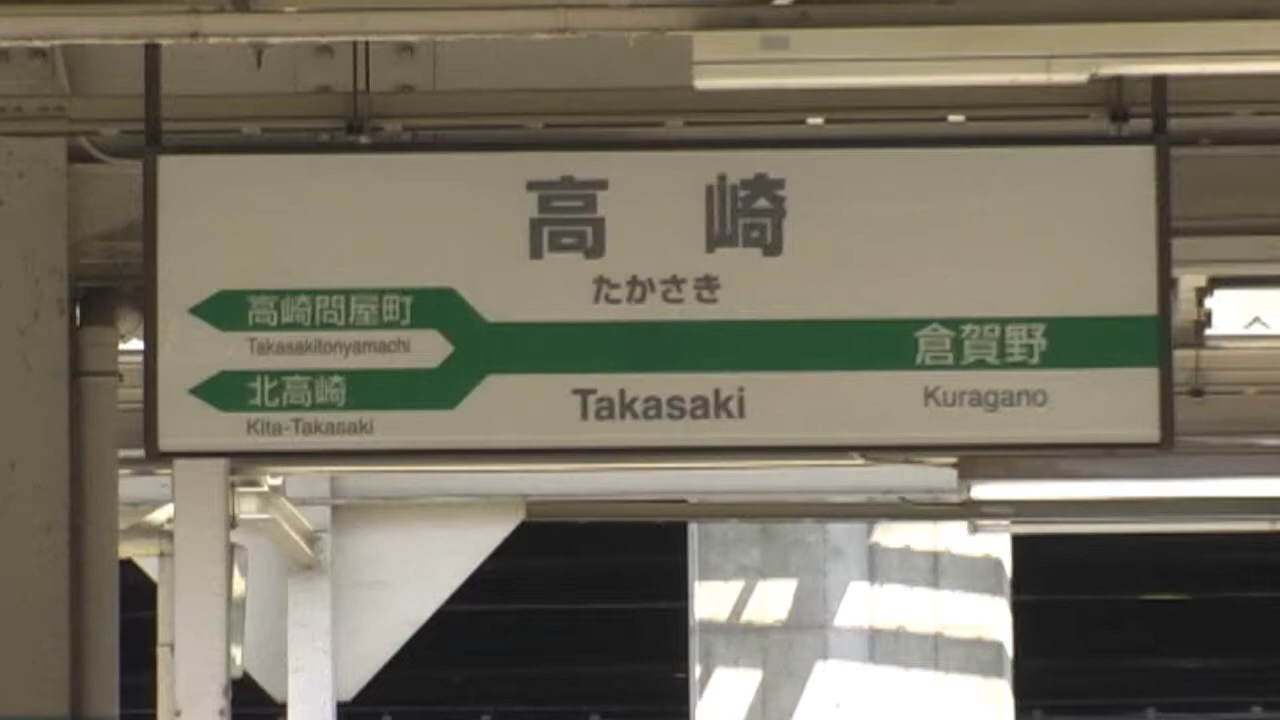 高崎
たかさき
高崎問屋町
Takasakitonyamachi
倉賀野
北高崎
Takasaki
Kuragano
Kita-Takasaki